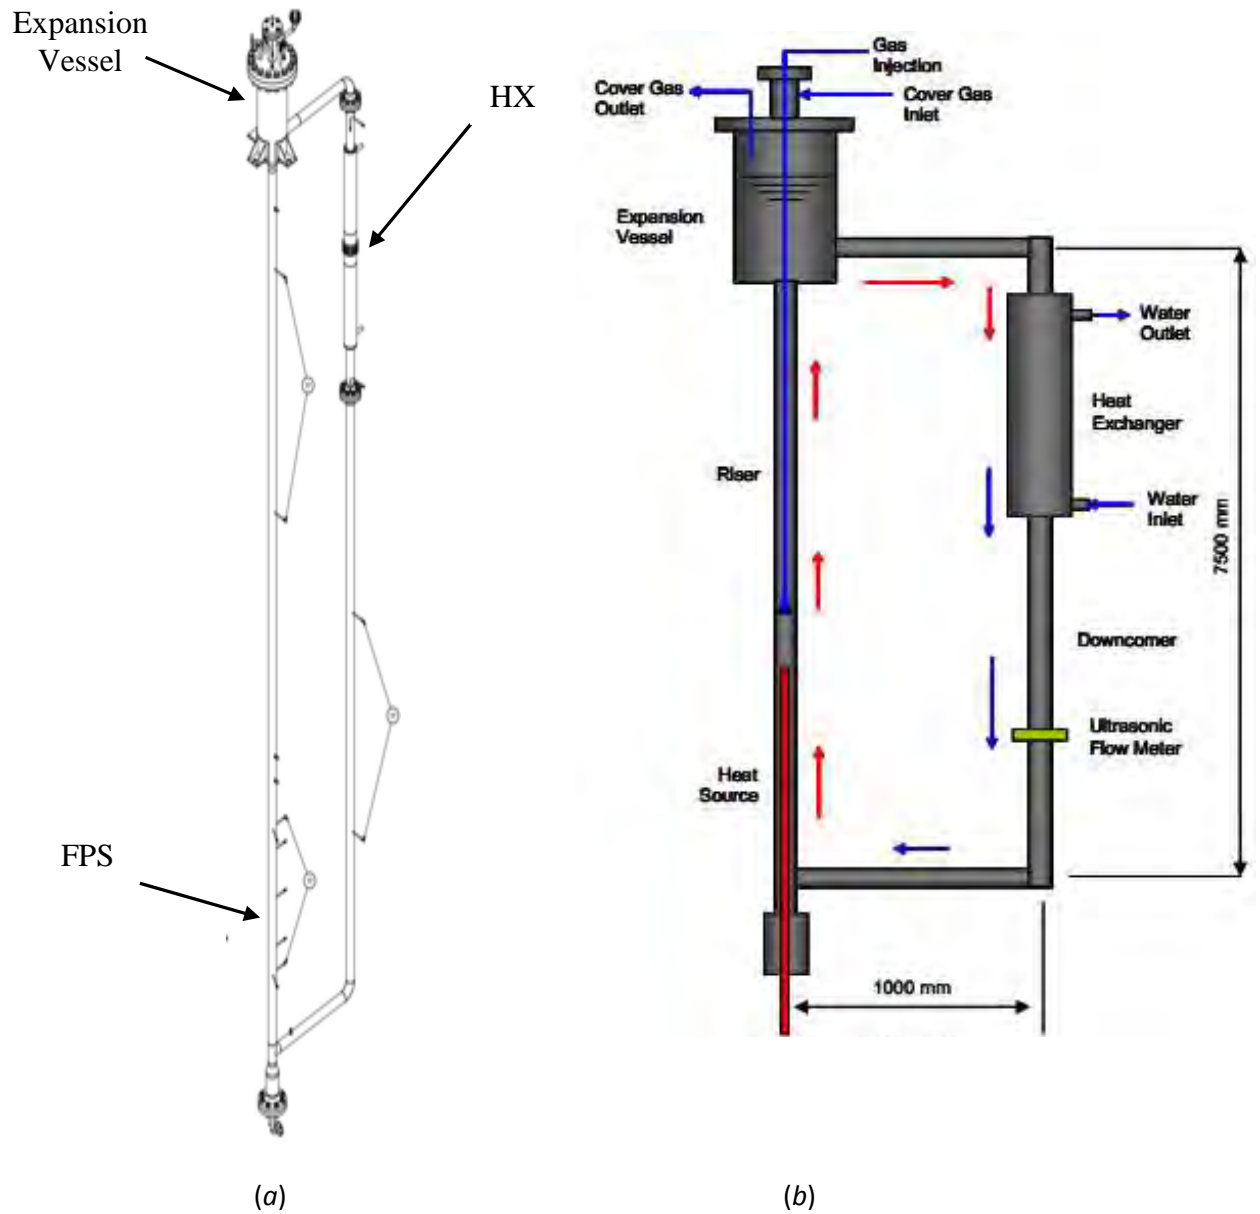 Expansion
Vessel
HX
FPS
(a)
Gas
Injection
Cover Gas
Outlet
Cover Gas
Inlet
Expansion
Vessel
Water
Outlet
Heat
Exchanger
Riser
Water
Inlet
7500 mm
Downcomer
Ultrasonic
Flow Meter
Heat
Source
1000 mm
(b)